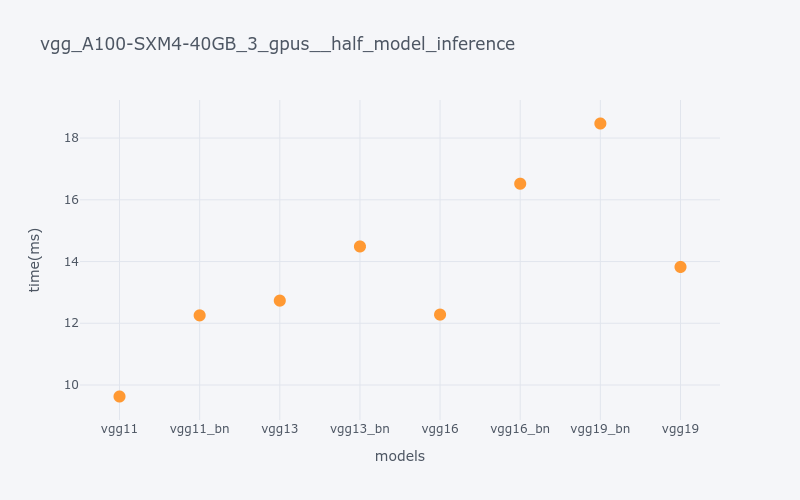 vgg_A100-SXM4-40GB_3_gpus__half_model_inference
time(ms)
18
16
14
12
10
vgg11 vgg11_bn vgg13 vgg13_bn vgg16 vgg16_bn vgg19_bn vgg19
models